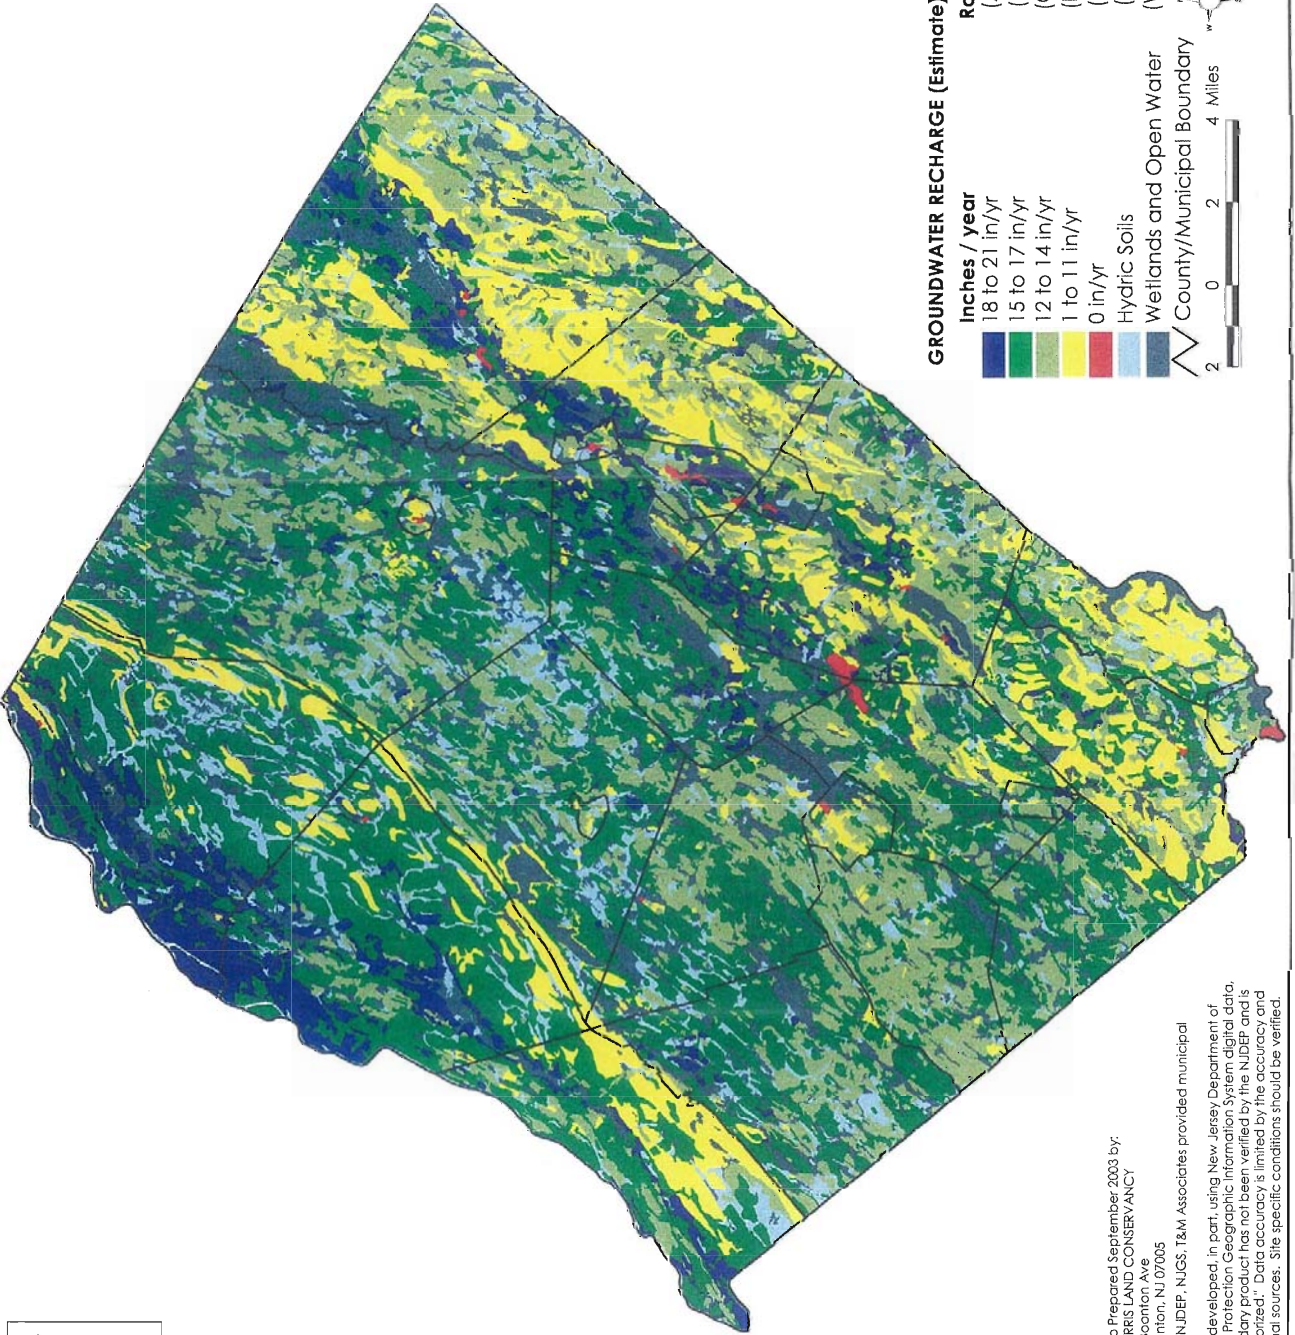 GROUNDWATER RECHARGE (Estimate)
Inches / year
18 to 21 in/yr
15 to 17 in/yr
12 to 14 in/yr
1 to 11 in/yr
0 in/yr
Hydric Soils
Wetlands and Open Water
County/Municipal Boundary
2 0 2 4 Miles
W
Prepared September 2003 by:
RRIS LAND CONSERVANCY
oonton Ave
nton, NJ 07005
NJDEP, NJGS, T&M Associates provided municipal
developed, in part, using New Jersey Department of
Protection Geographic Information System digital data,
dary product has not been verified by the NJDEP and is
orized." Data accuracy is limited by the accuracy and
al sources. Site specific conditions should be verified.